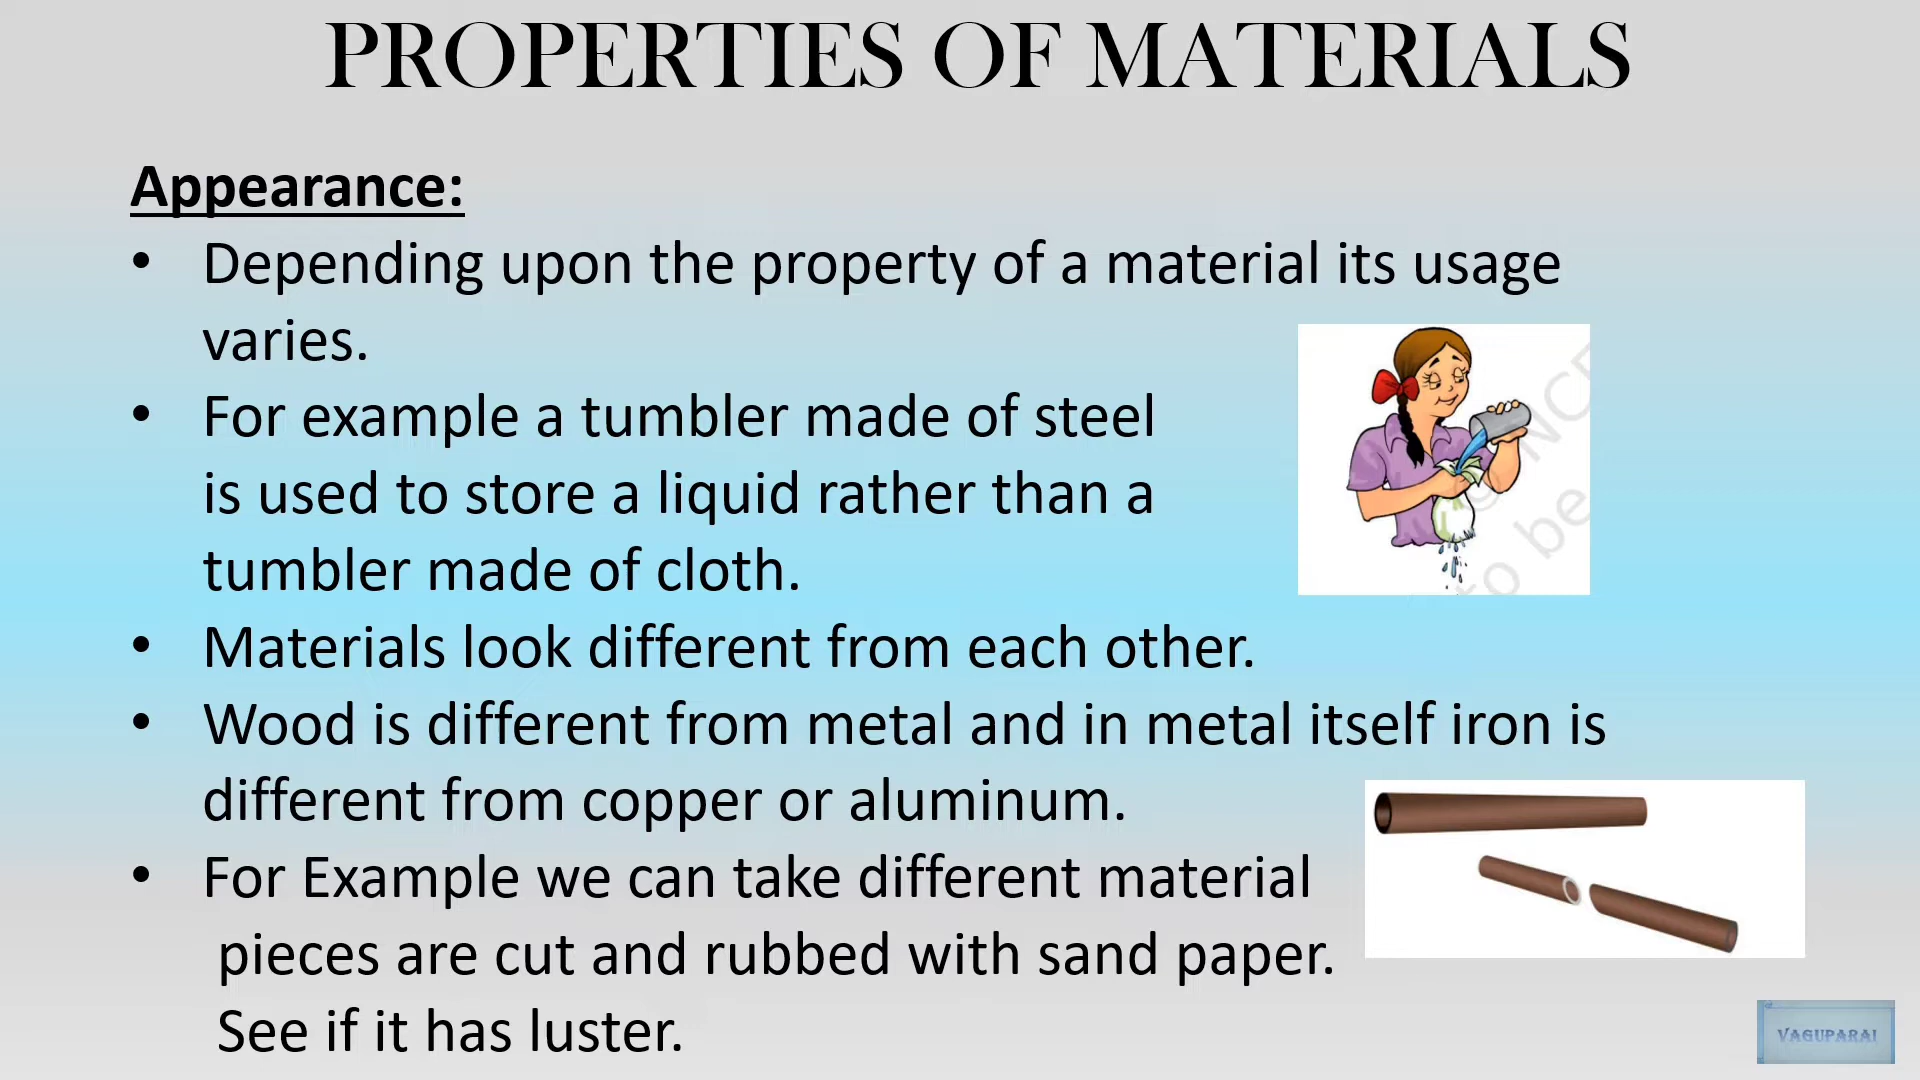 PROPERTIES OF MATERIALS
Appearance:
• Depending upon the property of a material its usage
varies.
• For example a tumbler made of steel
is used to store a liquid rather than a
tumbler made of cloth.
• Materials look different from each other.
• Wood is different from metal and in metal itself iron is
different from copper or aluminum.
• For Example we can take different material
pieces are cut and rubbed with sand paper.
See if it has luster.
to be
VAGUPARAI